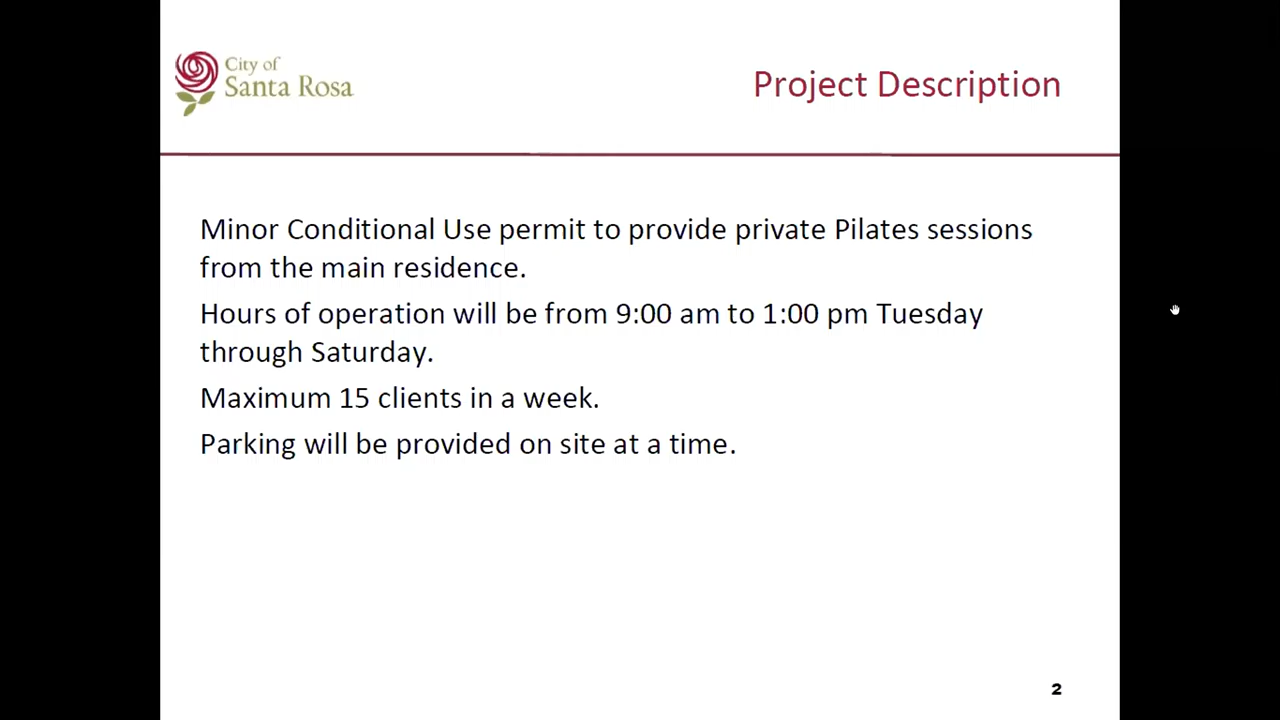 City of
Santa Rosa
Project Description
Minor Conditional Use permit to provide private Pilates sessions
from the main residence.
Hours of operation will be from 9:00 am to 1:00 pm Tuesday
through Saturday.
Maximum 15 clients in a week.
Parking will be provided on site at a time.
2